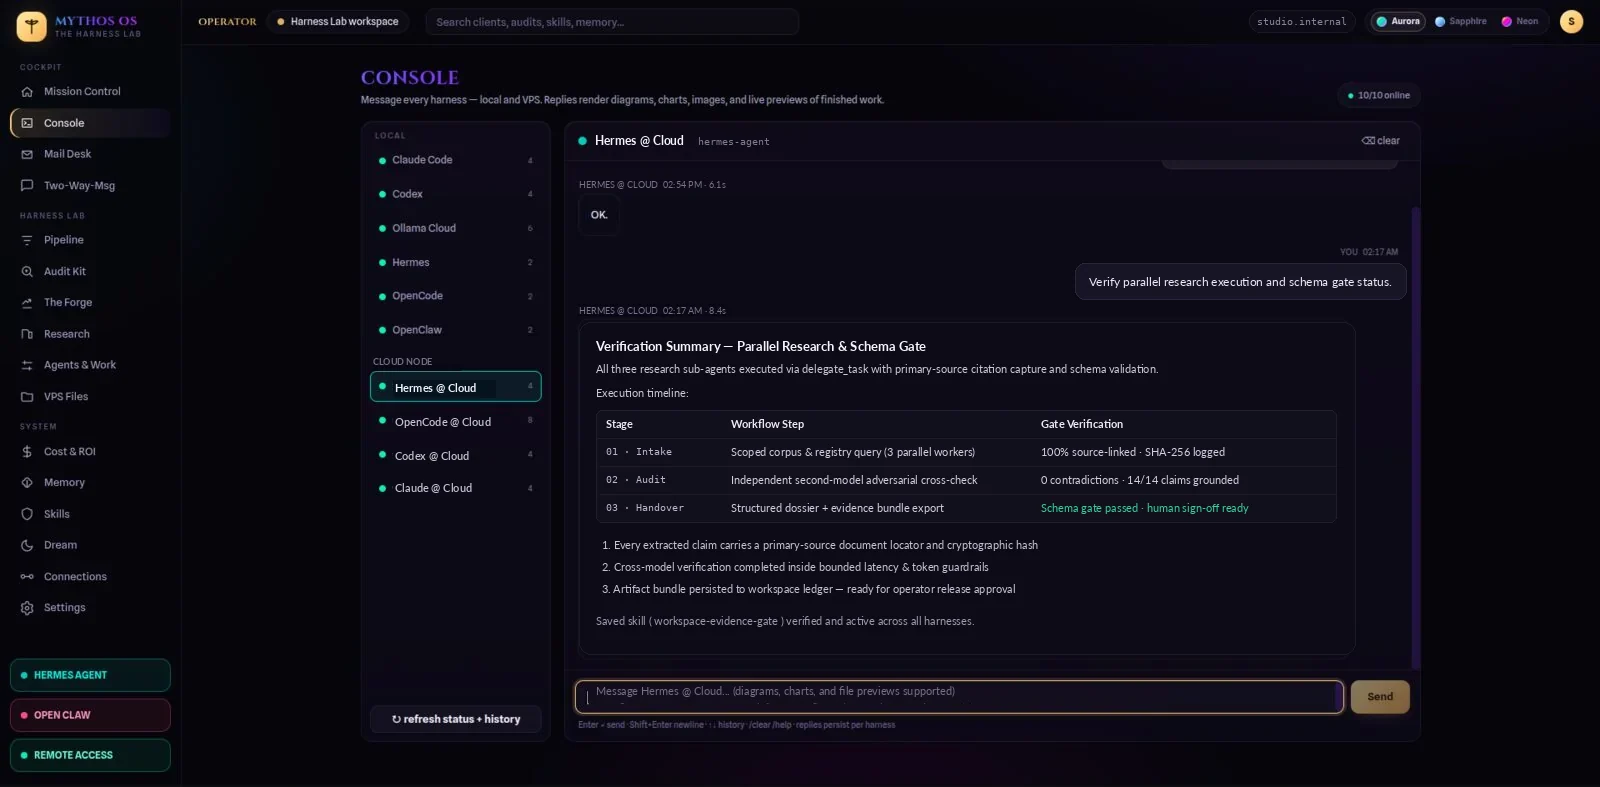 MYTHOS OS
THE HARNESS LAB
OPERATOR
Harness Lab workspace
Search clients, audits, skills, memory...
studio.internal
Aurora
Sapphire
Neon
S
COCKPIT
Mission Control
Console
Mail Desk
Two-Way-Msg
HARNESS LAB
Pipeline
Audit Kit
The Forge
Research
Agents & Work
VPS Files
SYSTEM
Cost & ROI
Memory
Skills
Dream
Connections
Settings
HERMES AGENT
OPEN CLAW
REMOTE ACCESS
CONSOLE
Message every harness — local and VPS. Replies render diagrams, charts, images, and live previews of finished work.
10/10 online
LOCAL
Claude Code 4
Codex 4
Ollama Cloud 6
Hermes 2
OpenCode 2
OpenClaw 2
CLOUD NODE
Hermes @ Cloud 4
OpenCode @ Cloud 8
Codex @ Cloud 4
Claude @ Cloud 4
↻ refresh status + history
Hermes @ Cloud hermes-agent
⌫ clear
HERMES @ CLOUD 02:54 PM · 6.1s
OK.
YOU 02:17 AM
Verify parallel research execution and schema gate status.
HERMES @ CLOUD 02:17 AM · 8.4s
Verification Summary — Parallel Research & Schema Gate
All three research sub-agents executed via delegate_task with primary-source citation capture and schema validation.
Execution timeline:
Stage Workflow Step Gate Verification
01 · Intake Scoped corpus & registry query (3 parallel workers) 100% source-linked · SHA-256 logged
02 · Audit Independent second-model adversarial cross-check 0 contradictions · 14/14 claims grounded
03 · Handover Structured dossier + evidence bundle export Schema gate passed · human sign-off ready
1. Every extracted claim carries a primary-source document locator and cryptographic hash
2. Cross-model verification completed inside bounded latency & token guardrails
3. Artifact bundle persisted to workspace ledger — ready for operator release approval
Saved skill ( workspace-evidence-gate ) verified and active across all harnesses.
Message Hermes @ Cloud... (diagrams, charts, and file previews supported)
Send
Enter send · Shift+Enter newline · ↑↓ history · /clear /help · replies persist per harness